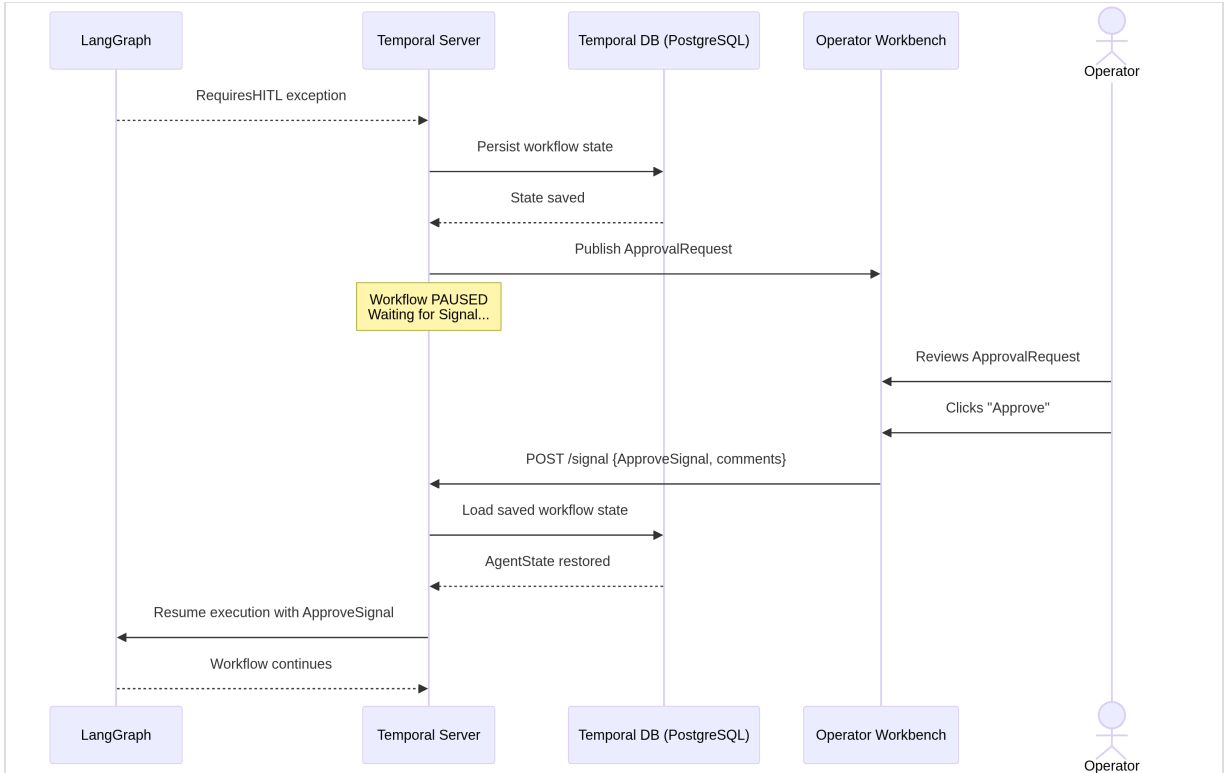 LangGraph
Temporal Server
Temporal DB (PostgreSQL)
Operator Workbench
Operator
RequiresHITL exception
Persist workflow state
State saved
Publish ApprovalRequest
Workflow PAUSED
Waiting for Signal...
Reviews ApprovalRequest
Clicks "Approve"
POST /signal {ApproveSignal, comments}
Load saved workflow state
AgentState restored
Resume execution with ApproveSignal
Workflow continues
LangGraph
Temporal Server
Temporal DB (PostgreSQL)
Operator Workbench
Operator